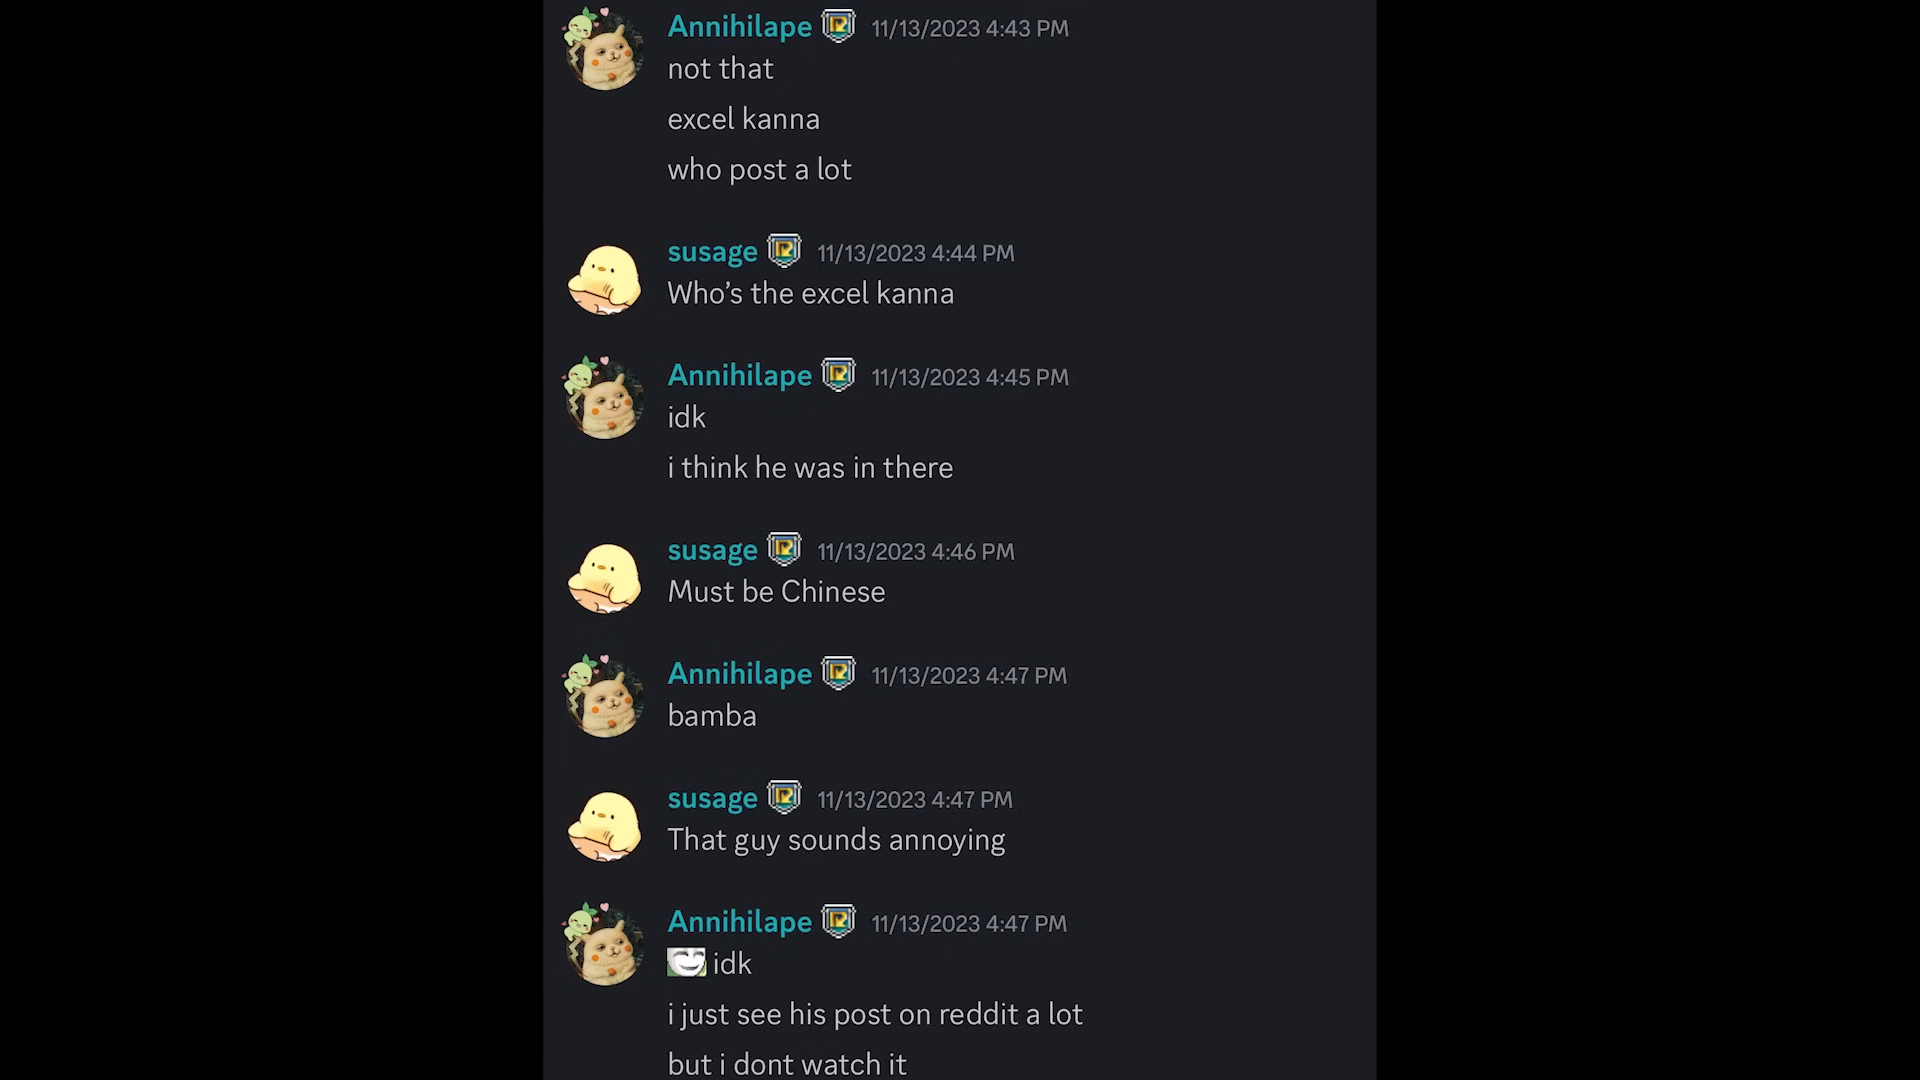 Annihilape 11/13/2023 4:43 PM
not that
excel kanna
who post a lot
susage 11/13/2023 4:44 PM
Who’s the excel kanna
Annihilape 11/13/2023 4:45 PM
idk
i think he was in there
susage 11/13/2023 4:46 PM
Must be Chinese
Annihilape 11/13/2023 4:47 PM
bamba
susage 11/13/2023 4:47 PM
That guy sounds annoying
Annihilape 11/13/2023 4:47 PM
idk
i just see his post on reddit a lot
but i dont watch it